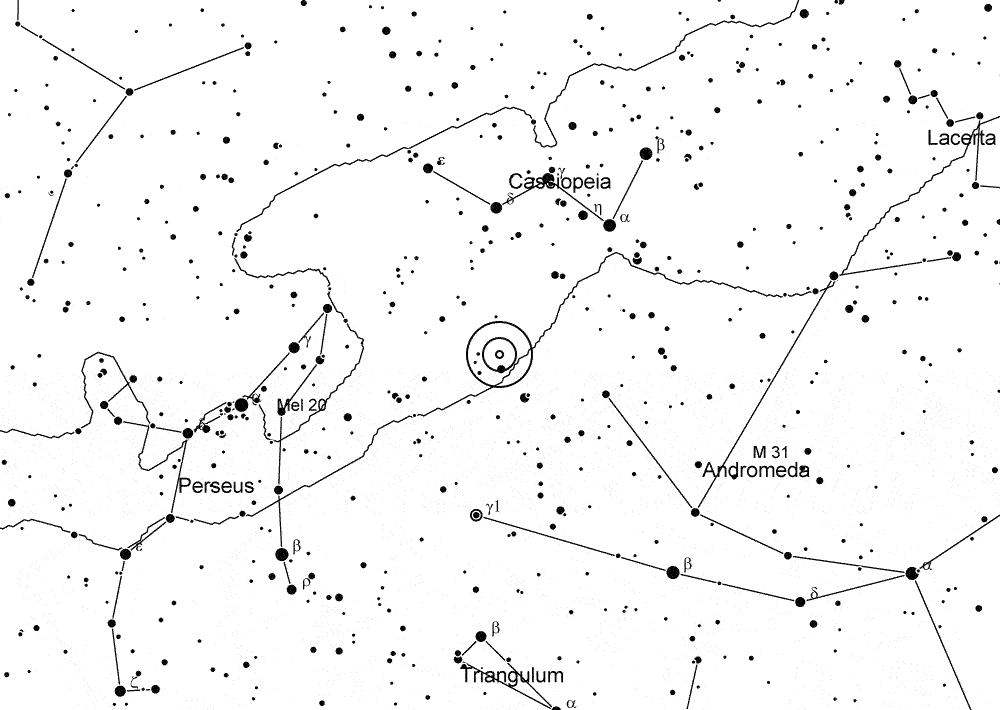 β
Lacerta
ε
γ
Cassiopeia
δ
η
α
γ
α
Mel 20
δ
M 31
Andromeda
Perseus
γ1
ε
β
β
α
ρ
δ
β
Triangulum
ζ
α